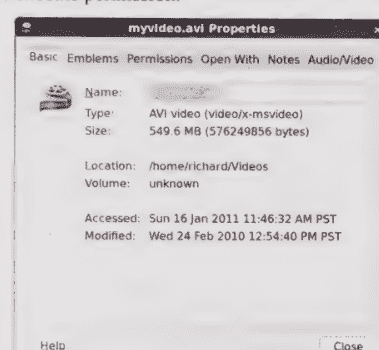 myvideo.avi Properties
Basic Emblems Permissions Open With Notes Audio/Video
Name:
Type: AVI video (video/x-msvideo)
Size: 549.6 MB (576249856 bytes)
Location: /home/richard/Videos
Volume: unknown
Accessed: Sun 16 Jan 2011 11:46:32 AM PST
Modified: Wed 24 Feb 2010 12:54:40 PM PST
Help Close